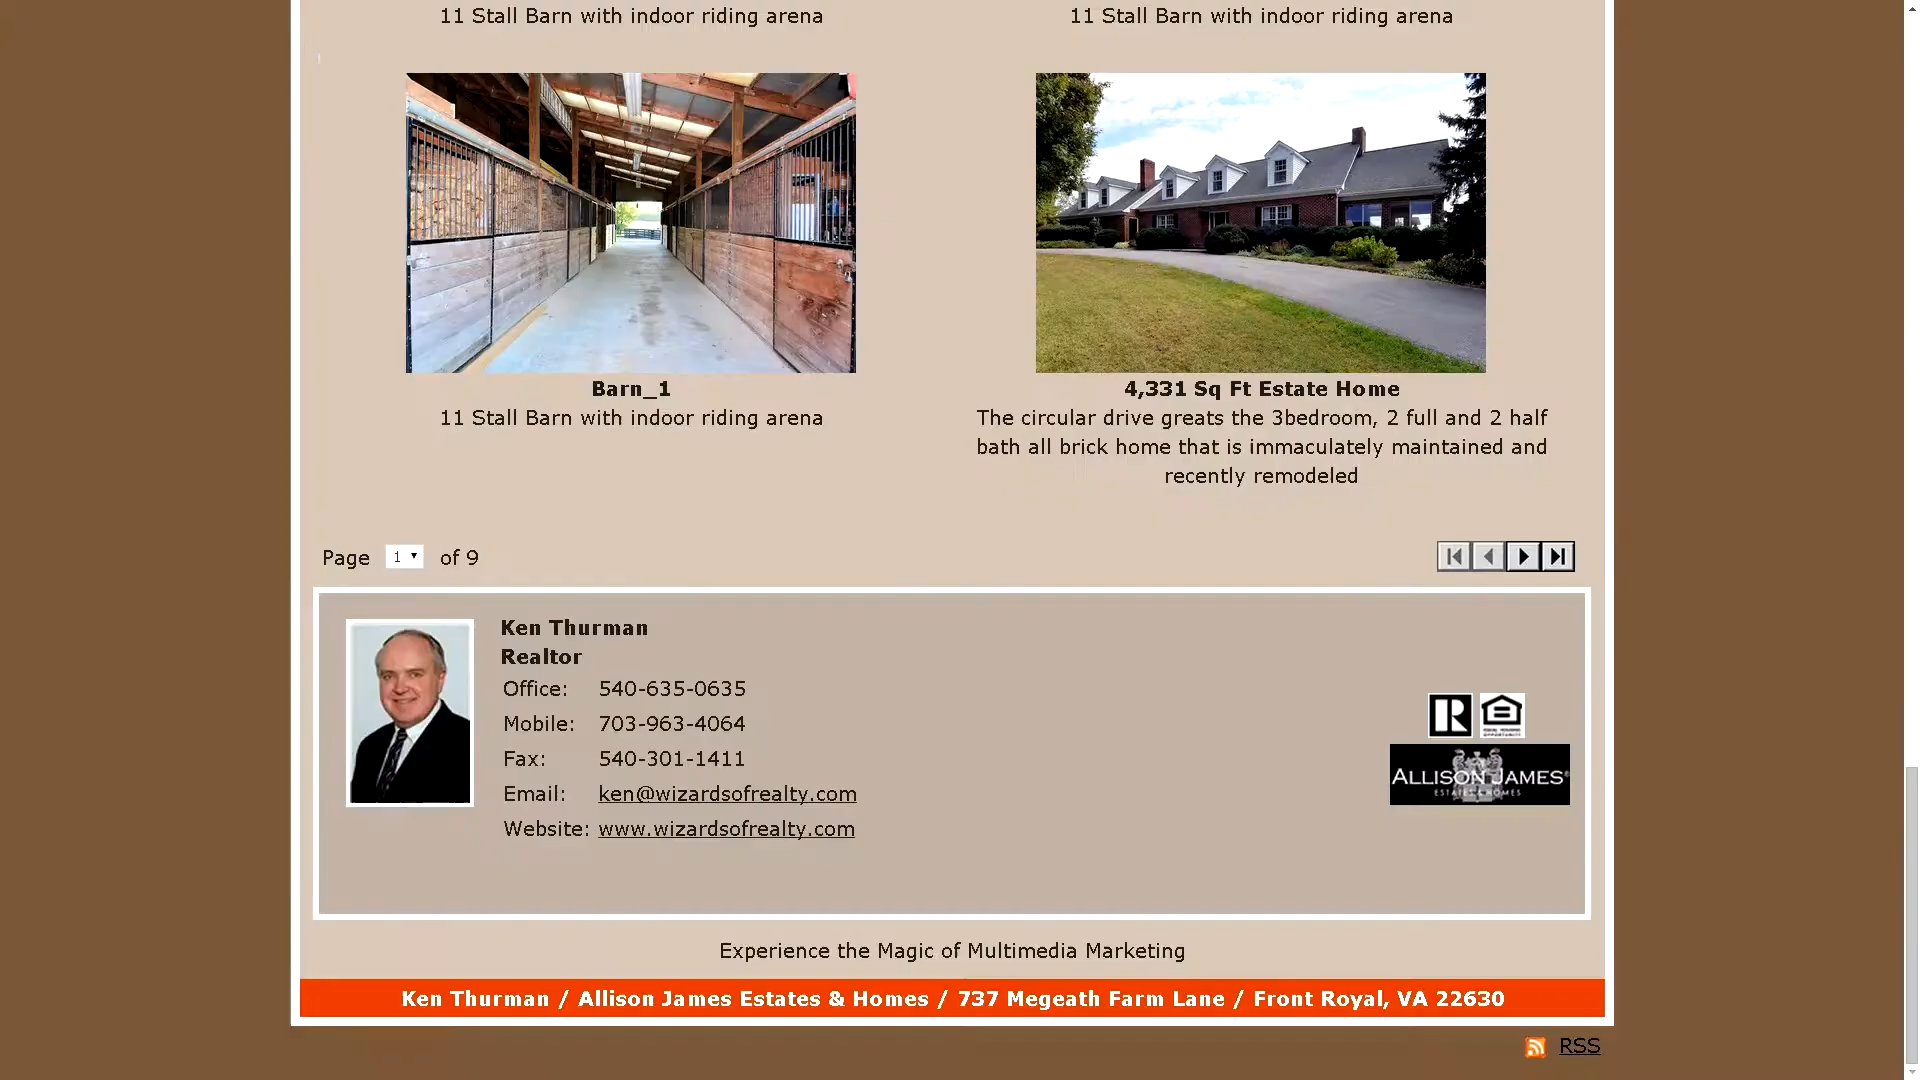 11 Stall Barn with indoor riding arena
11 Stall Barn with indoor riding arena
Barn_1
11 Stall Barn with indoor riding arena
4,331 Sq Ft Estate Home
The circular drive greats the 3bedroom, 2 full and 2 half
bath all brick home that is immaculately maintained and
recently remodeled
Page 1 of 9
Ken Thurman
Realtor
Office: 540-635-0635
Mobile: 703-963-4064
Fax: 540-301-1411
Email: ken@wizardsofrealty.com
Website: www.wizardsofrealty.com
R
EQUAL HOUSING
OPPORTUNITY
ALLISON JAMES®
ESTATES & HOMES
Experience the Magic of Multimedia Marketing
Ken Thurman / Allison James Estates & Homes / 737 Megeath Farm Lane / Front Royal, VA 22630
RSS